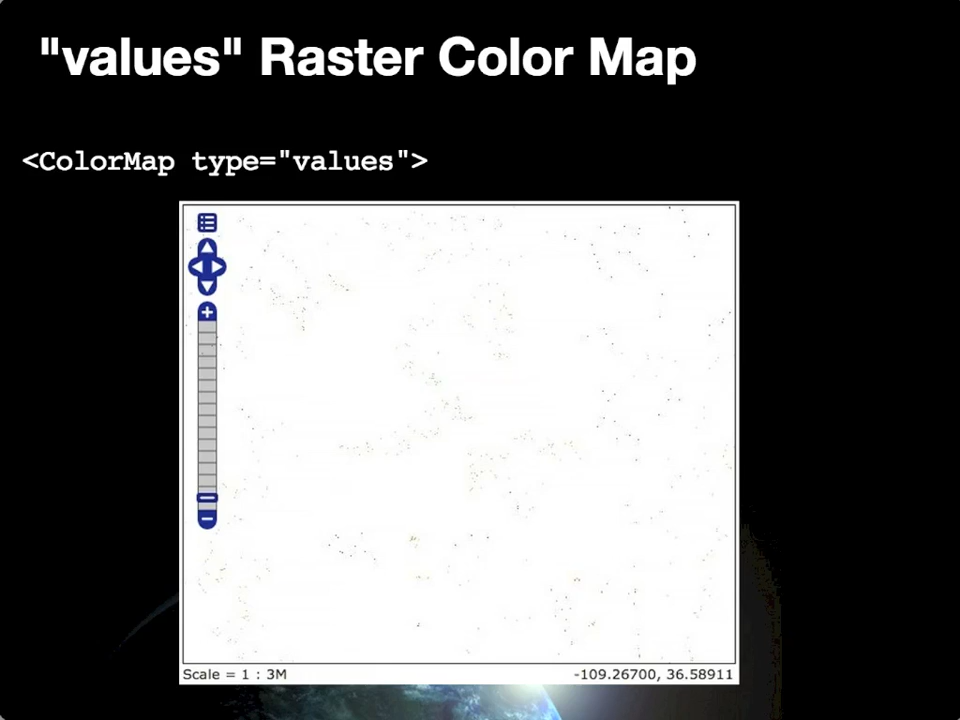 "values" Raster Color Map
<ColorMap type="values">
Scale = 1 : 3M
-109.26700, 36.58911